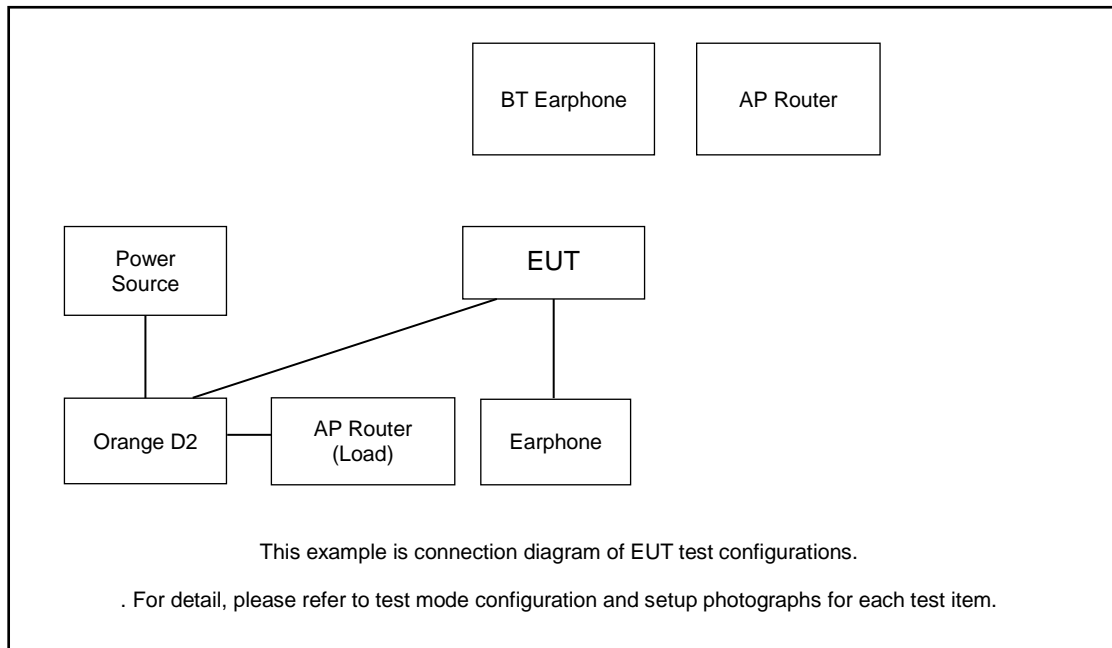 BT Earphone
AP Router
Power
Source
EUT
Orange D2
AP Router
(Load)
Earphone
This example is connection diagram of EUT test configurations.
. For detail, please refer to test mode configuration and setup photographs for each test item.